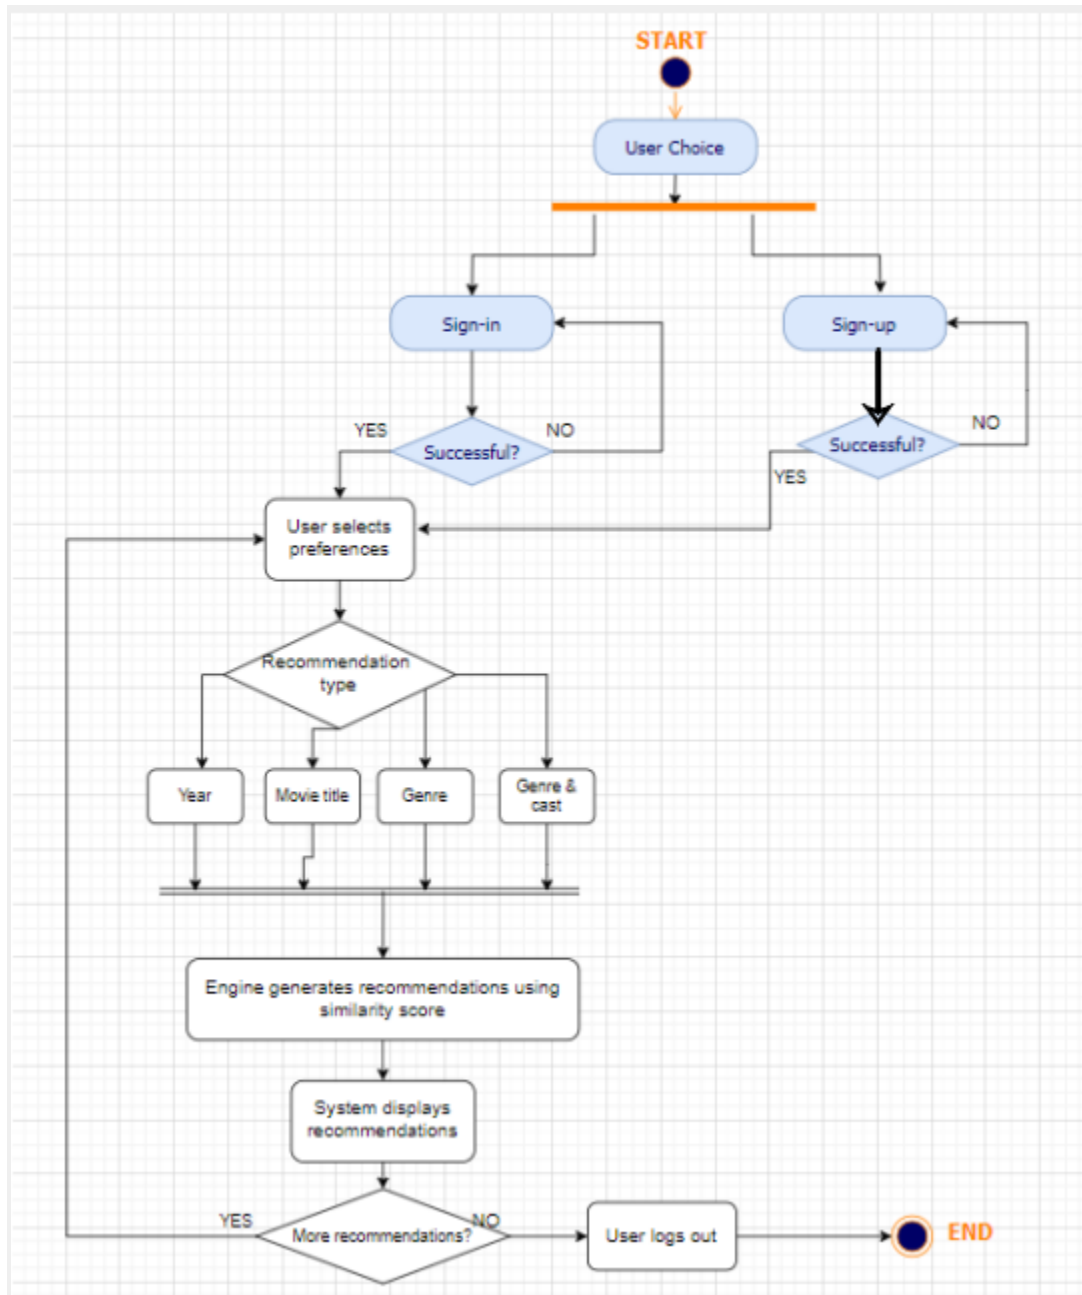 START
User Choice
Sign-in
Sign-up
YES
Successful?
NO
Successful?
NO
YES
User selects
preferences
Recommendation
type
Year
Movie title
Genre
Genre &
cast
Engine generates recommendations using
similarity score
System displays
recommendations
YES
More recommendations?
NO
User logs out
END